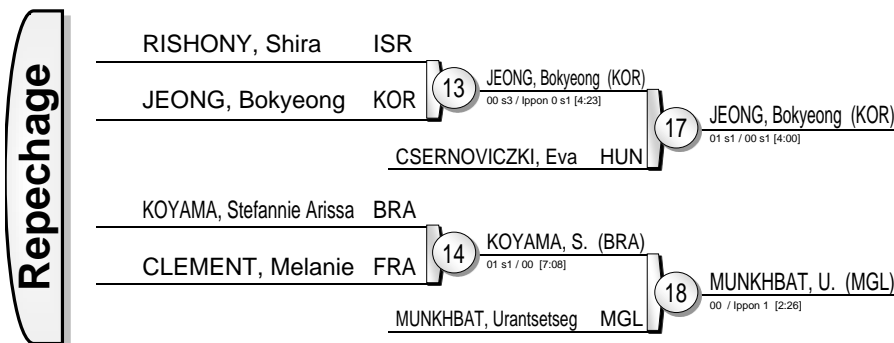 Repechage
RISHONY, Shira ISR
JEONG, Bokyeong KOR
13
JEONG, Bokyeong (KOR)
00 s3 / Ippon 0 s1 [4:23]
CSERNOVICZKI, Eva HUN
17
JEONG, Bokyeong (KOR)
01 s1 / 00 s1 [4:00]
KOYAMA, Stefannie Arissa BRA
CLEMENT, Melanie FRA
14
KOYAMA, S. (BRA)
01 s1 / 00 [7:08]
MUNKHBAT, Urantsetseg MGL
18
MUNKHBAT, U. (MGL)
00 / Ippon 1 [2:26]